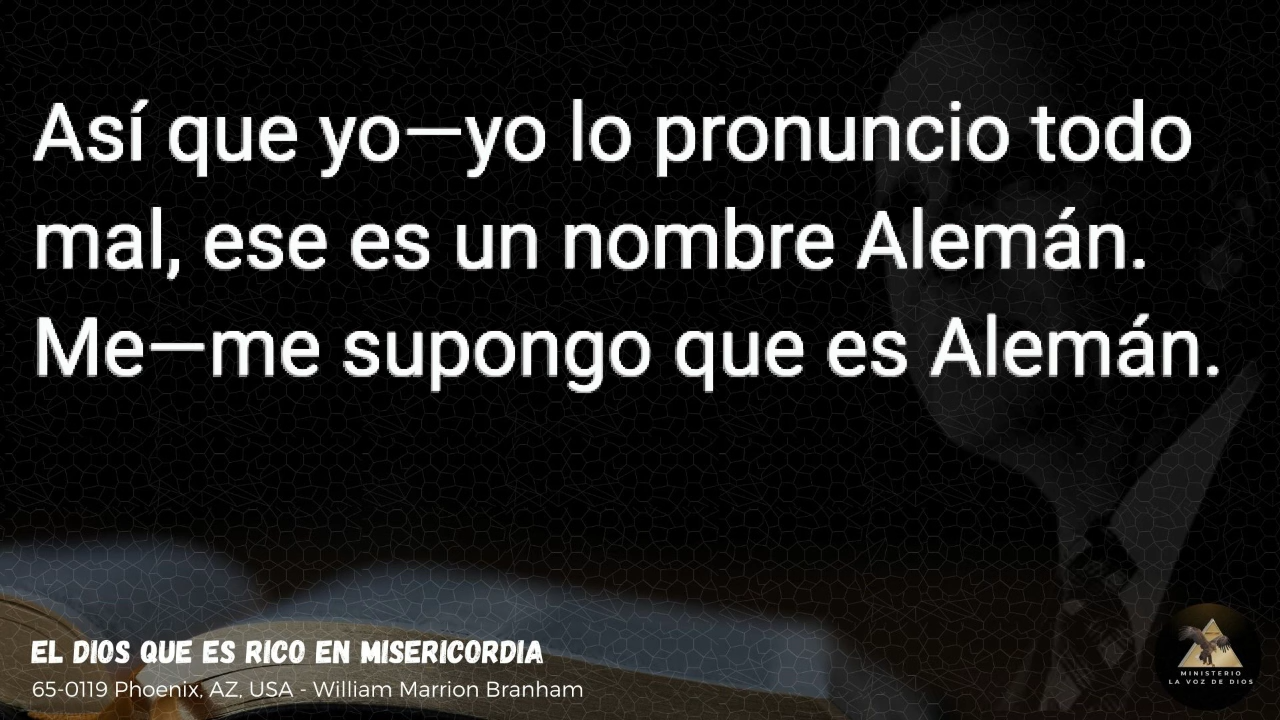 Así que yo—yo lo pronuncio todo
mal, ese es un nombre Alemán.
Me—me supongo que es Alemán.
EL DIOS QUE ES RICO EN MISERICORDIA
65-0119 Phoenix, AZ, USA - William Marrion Branham
MINISTERIO
LA VOZ DE DIOS